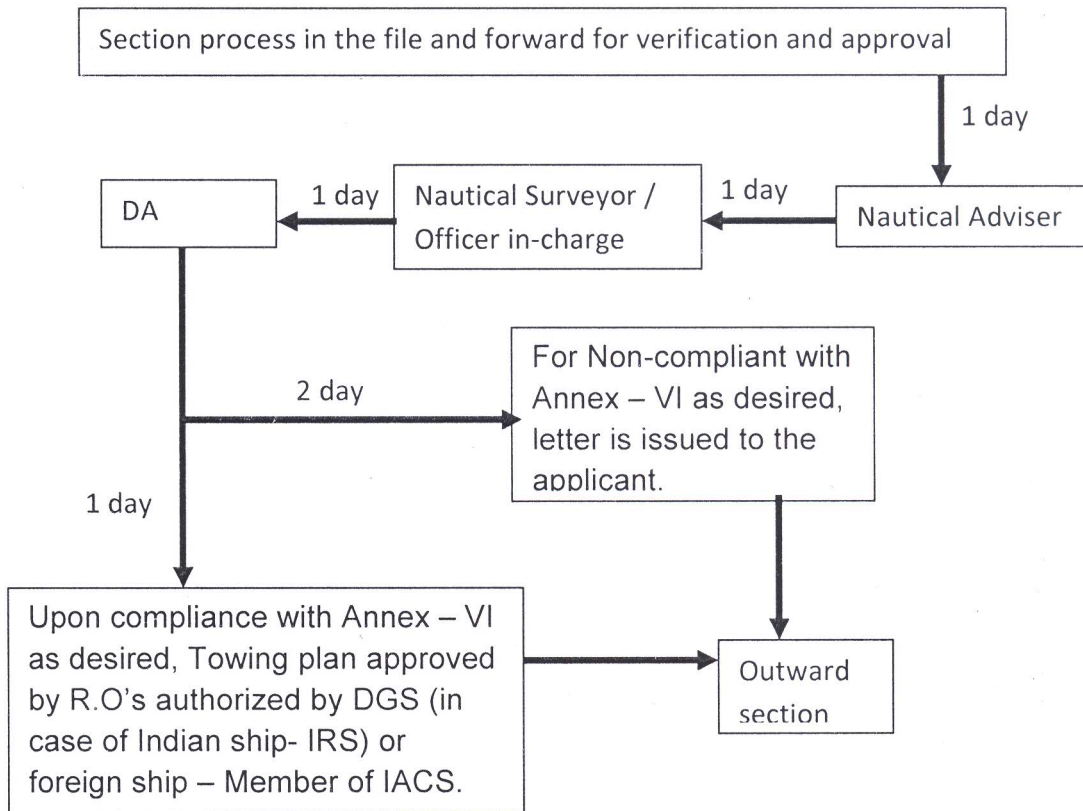 Section process in the file and forward for verification and approval
1 day
DA
1 day
Nautical Surveyor /
Officer in-charge
1 day
Nautical Adviser
2 day
For Non-compliant with
Annex – VI as desired,
letter is issued to the
applicant.
1 day
Upon compliance with Annex – VI
as desired, Towing plan approved
by R.O's authorized by DGS (in
case of Indian ship- IRS) or
foreign ship – Member of IACS.
Outward
section